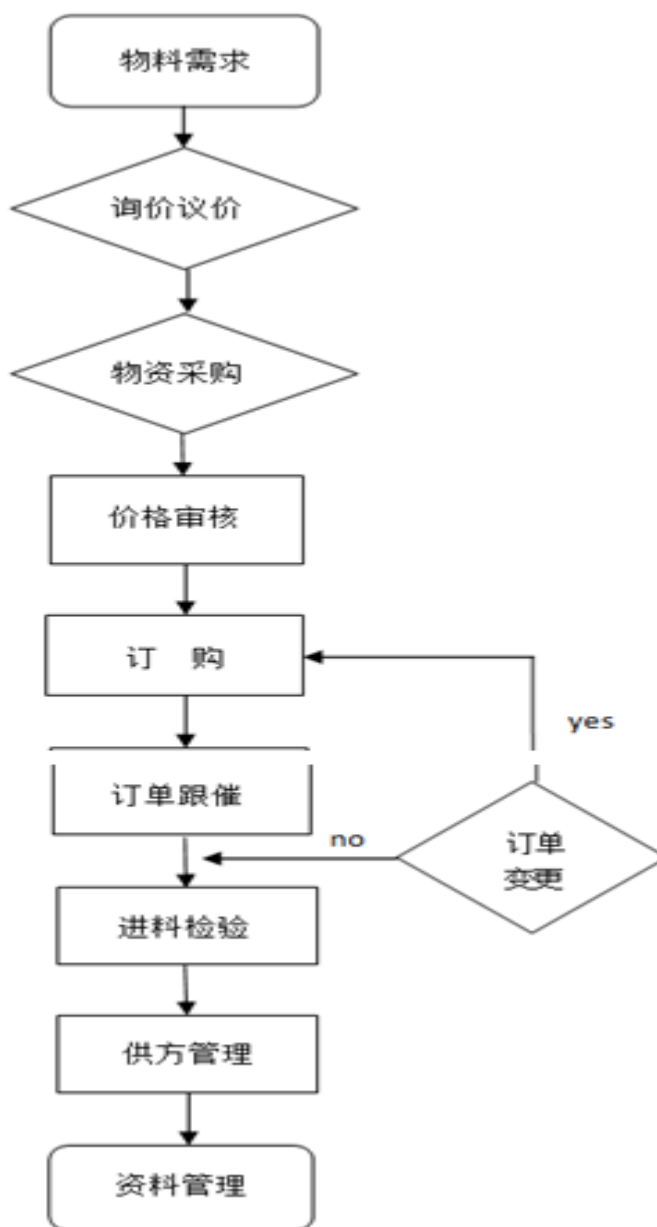 物料需求
询价议价
物资采购
价格审核
订 购
yes
订单跟催
no
订单
变更
进料检验
供方管理
资料管理